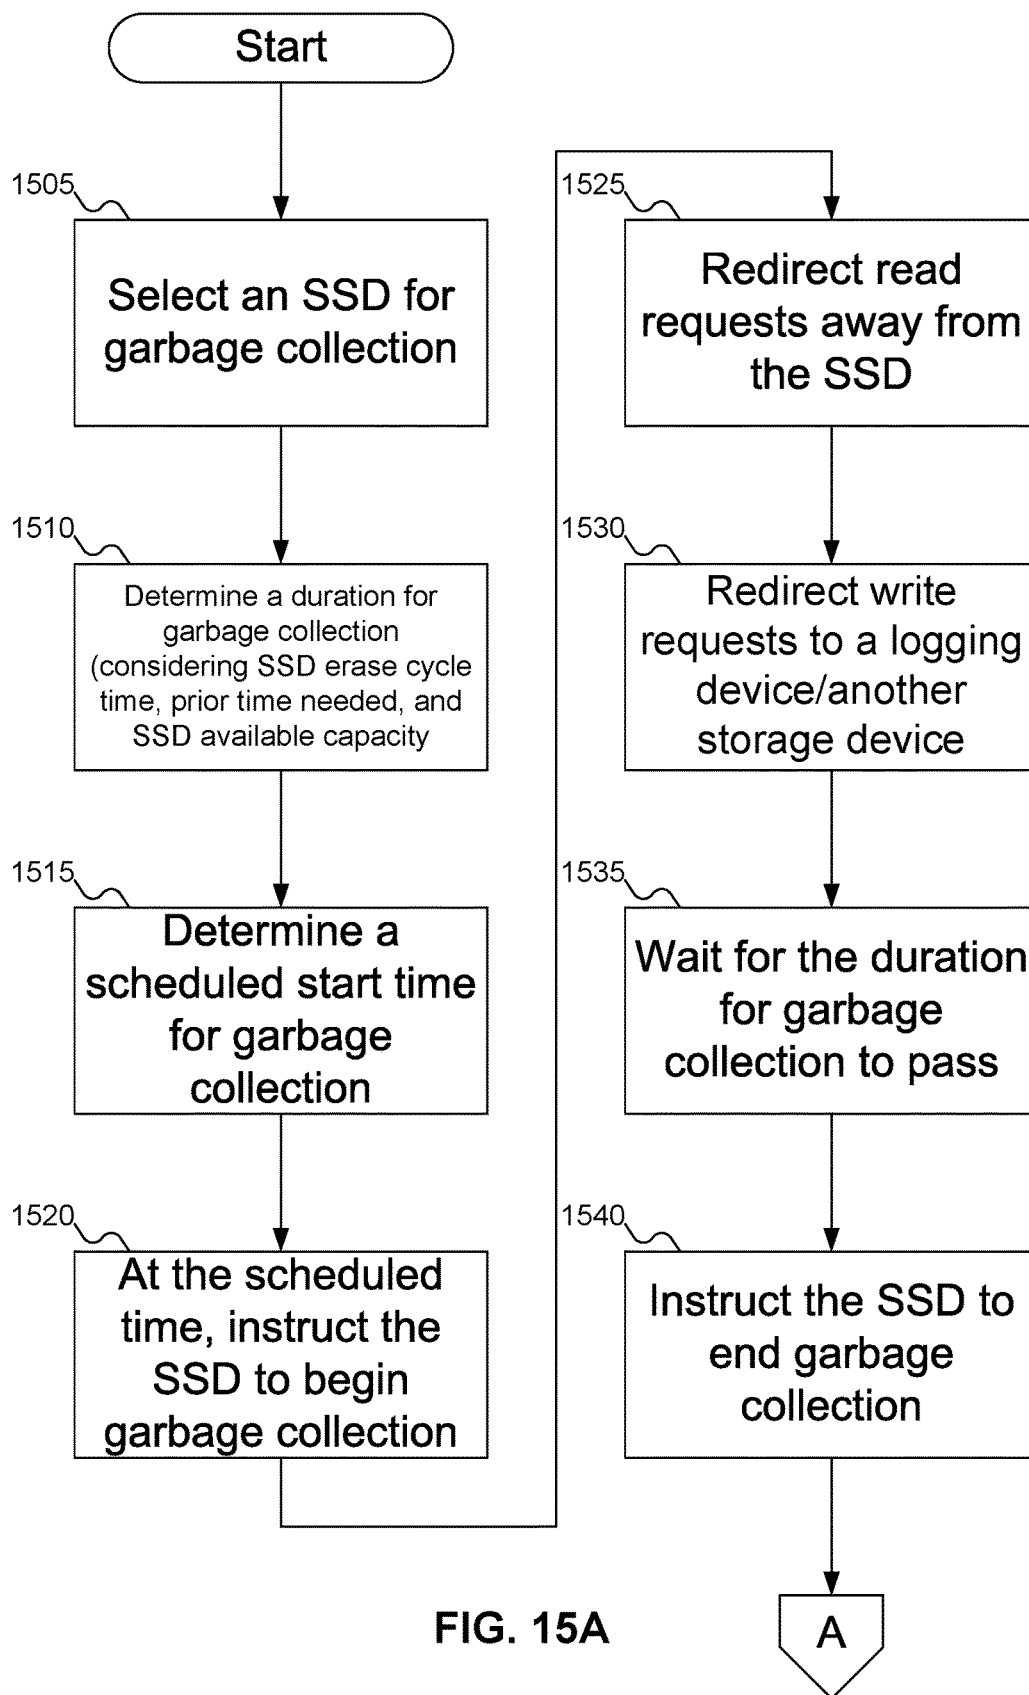 Start
1505
Select an SSD for
garbage collection
1510
Determine a duration for
garbage collection
(considering SSD erase cycle
time, prior time needed, and
SSD available capacity
1515
Determine a
scheduled start time
for garbage
collection
1520
At the scheduled
time, instruct the
SSD to begin
garbage collection
1525
Redirect read
requests away from
the SSD
1530
Redirect write
requests to a logging
device/another
storage device
1535
Wait for the duration
for garbage
collection to pass
1540
Instruct the SSD to
end garbage
collection
A
FIG. 15A